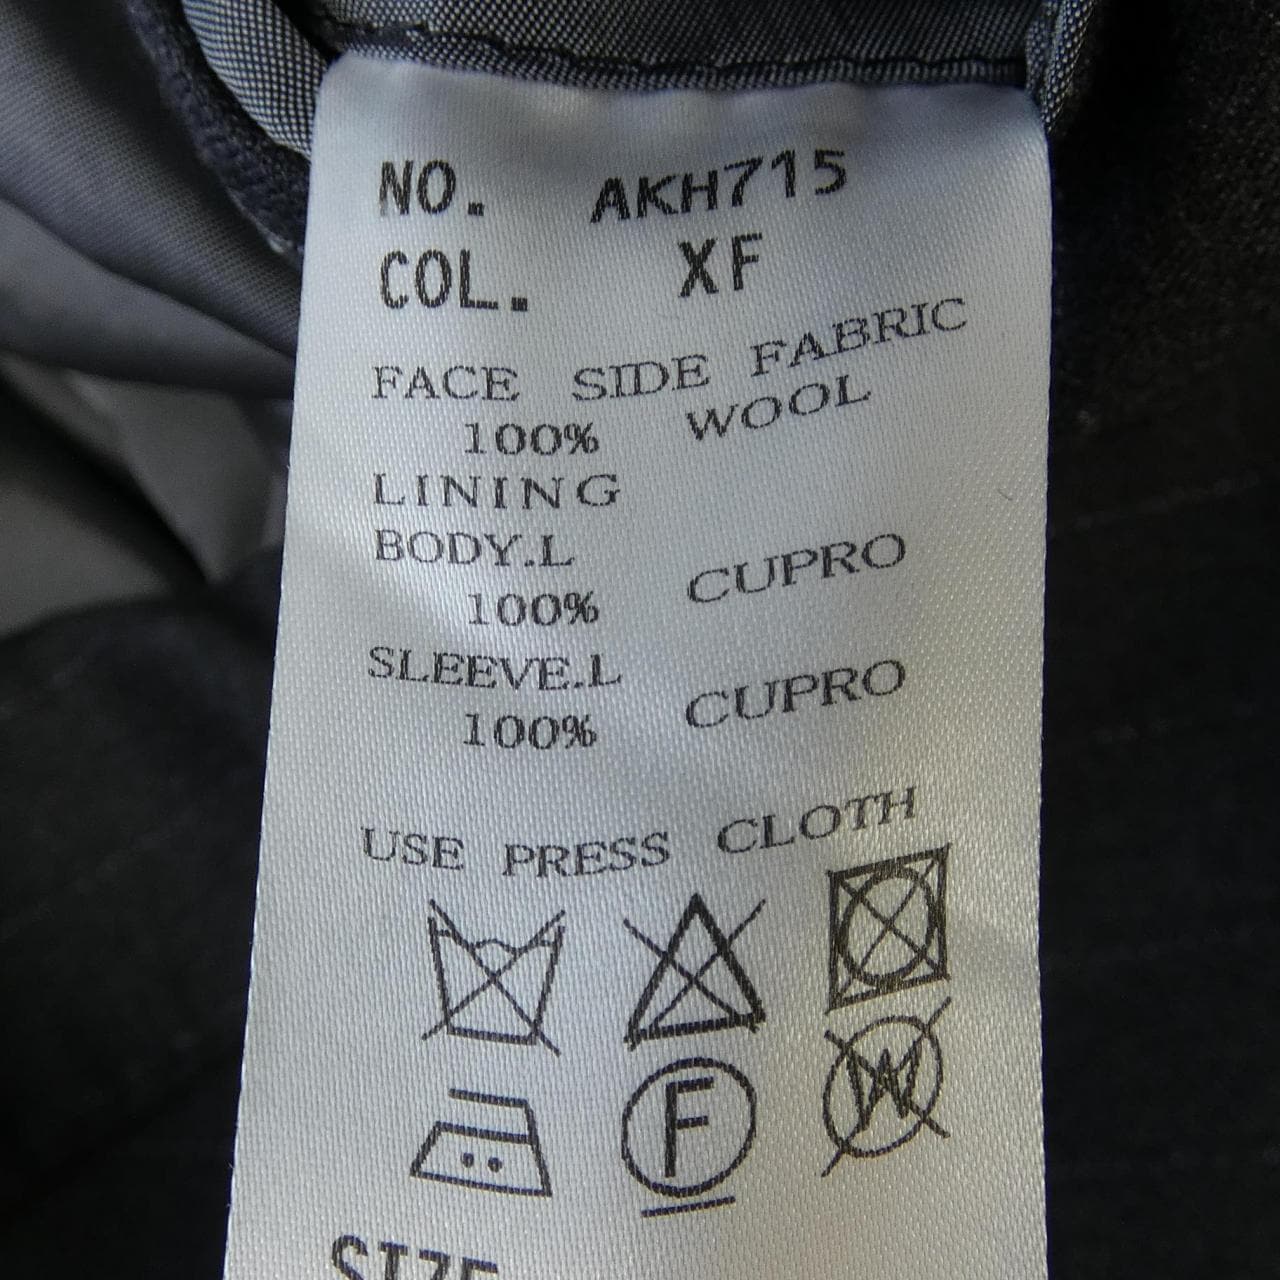 NO. AKH715
COL. XF
FACE SIDE FABRIC
100% WOOL
LINING
BODY.L
100% CUPRO
SLEEVE.L
100% CUPRO
USE PRESS CLOTH
W
F
SIZE